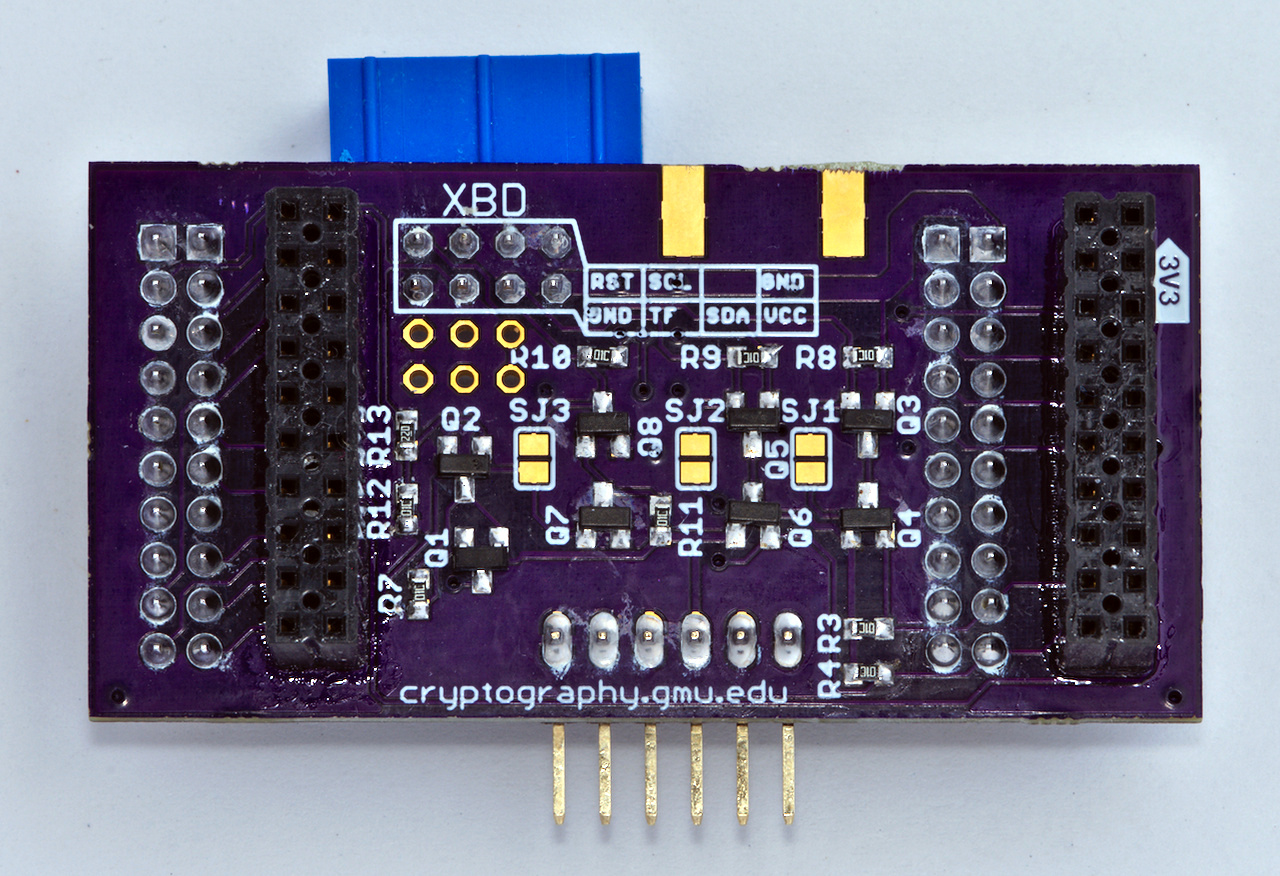 XBD
RST SCL GND
GND TF SDA VCC
3V3
R10 R9 R8
SJ3 SJ2 SJ1
Q2 Q8 Q5 Q3
R13
R12
Q1 Q7 R11 Q6 Q4
R7
R3
R4
cryptography.gmu.edu